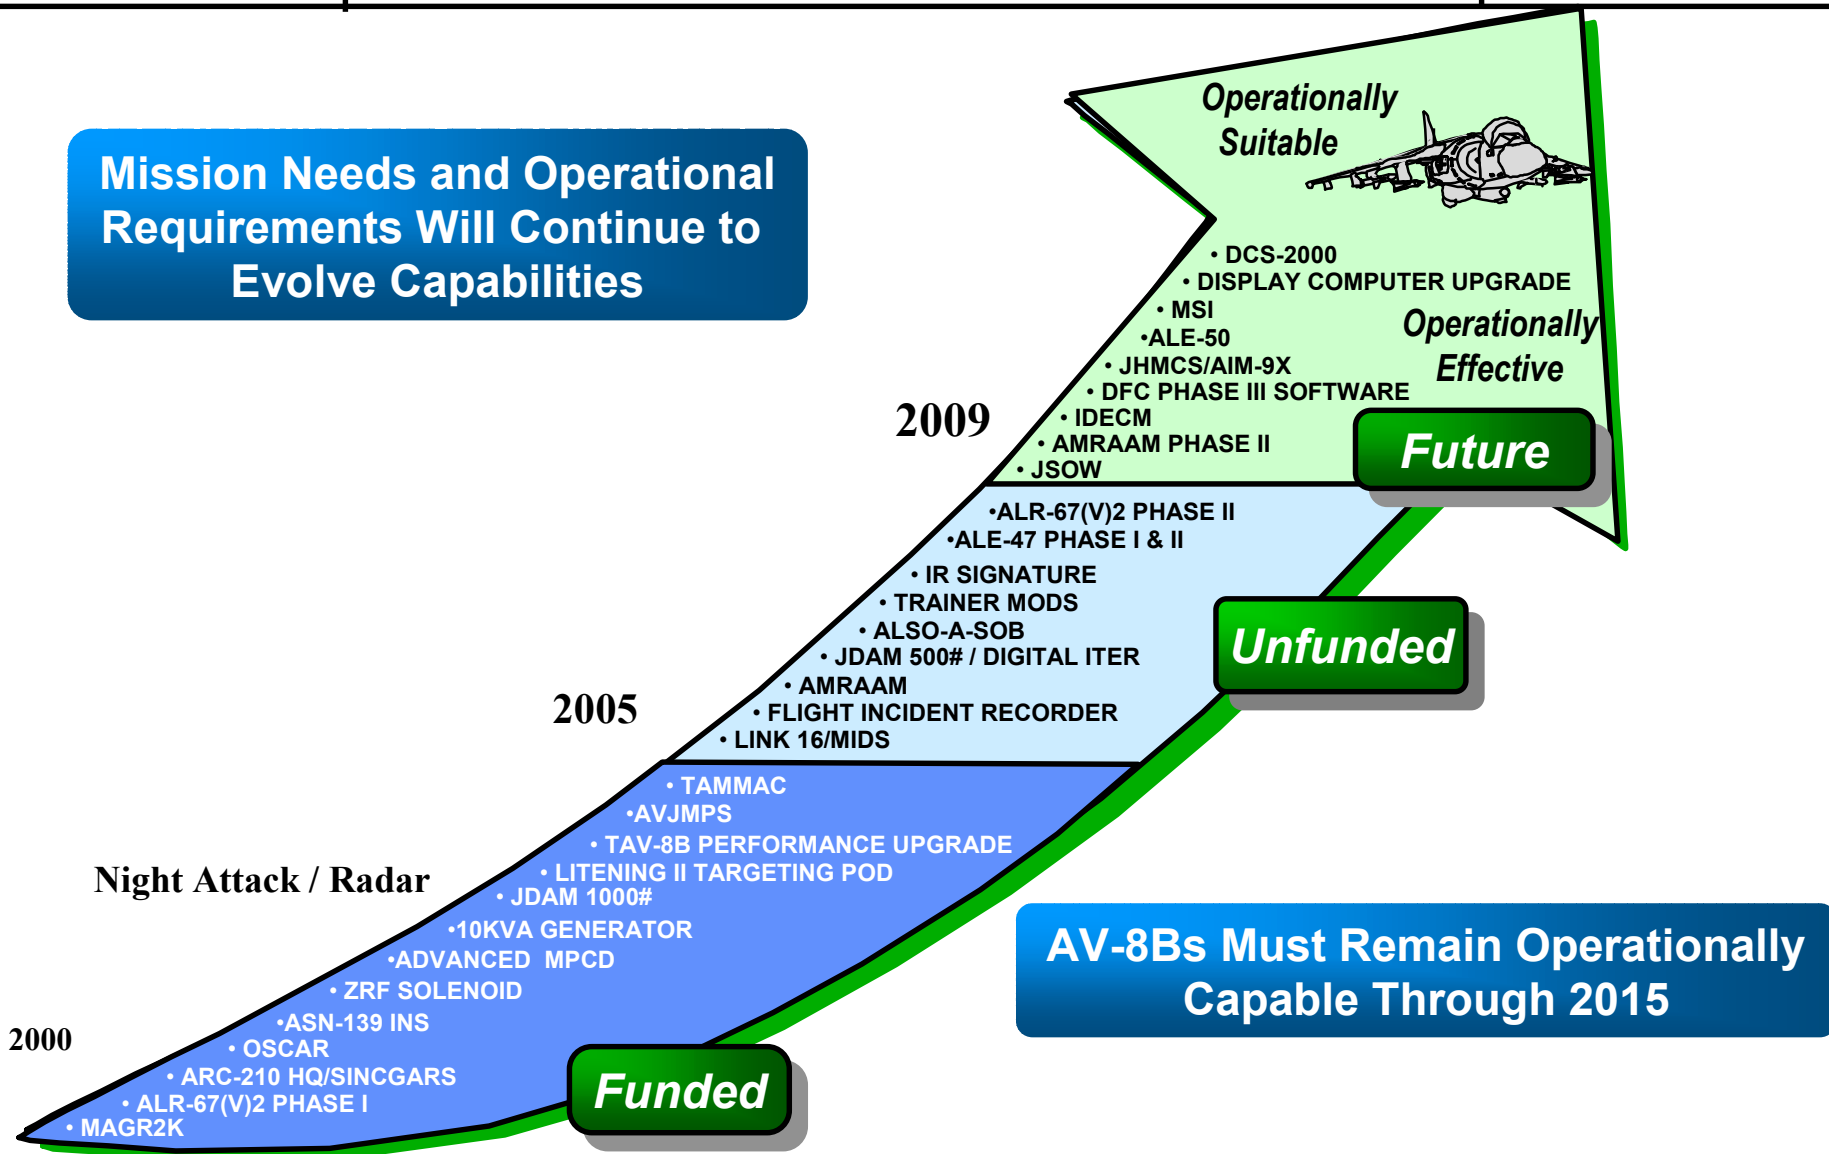 Mission Needs and Operational
Requirements Will Continue to
Evolve Capabilities
Operationally
Suitable
• DCS-2000
• DISPLAY COMPUTER UPGRADE
• MSI
•ALE-50
• JHMCS/AIM-9X
• DFC PHASE III SOFTWARE
• IDECM
• AMRAAM PHASE II
• JSOW
Operationally
Effective
2009
Future
•ALR-67(V)2 PHASE II
•ALE-47 PHASE I & II
• IR SIGNATURE
• TRAINER MODS
• ALSO-A-SOB
• JDAM 500# / DIGITAL ITER
• AMRAAM
• FLIGHT INCIDENT RECORDER
• LINK 16/MIDS
Unfunded
2005
• TAMMAC
•AVJMPS
• TAV-8B PERFORMANCE UPGRADE
• LITENING II TARGETING POD
• JDAM 1000#
•10KVA GENERATOR
•ADVANCED  MPCD
• ZRF SOLENOID
•ASN-139 INS
• OSCAR
• ARC-210 HQ/SINCGARS
• ALR-67(V)2 PHASE I
• MAGR2K
Night Attack / Radar
2000
Funded
AV-8Bs Must Remain Operationally
Capable Through 2015